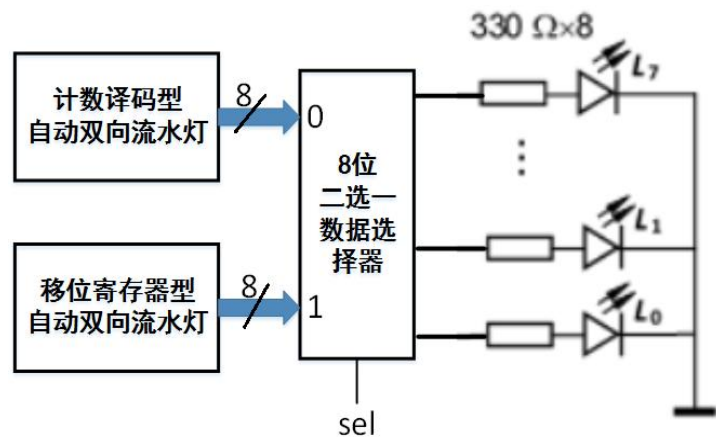 330 Ω×8
L7
8
计数译码型
自动双向流水灯
0
8位
二选一
数据选
择器
⋮
L1
8
移位寄存器型
自动双向流水灯
1
L0
sel